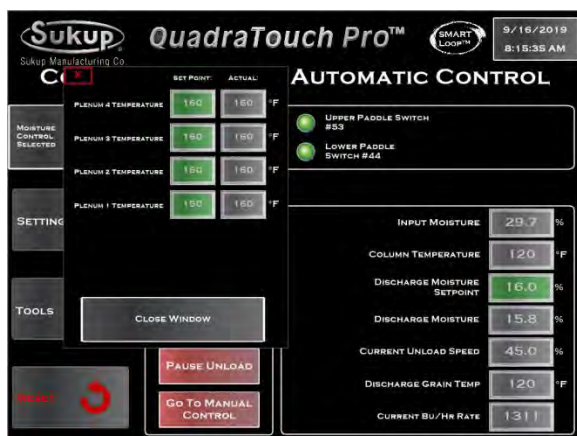 Sukup
Sukup Manufacturing Co
QuadraTouch Pro™
SMART LOOP™
9/16/2019
8:15:35 AM
CO
AUTOMATIC CONTROL
X
SET POINT:
ACTUAL:
PLENUM 4 TEMPERATURE 160 160 °F
PLENUM 3 TEMPERATURE 160 160 °F
PLENUM 2 TEMPERATURE 160 160 °F
PLENUM 1 TEMPERATURE 160 160 °F
CLOSE WINDOW
MOISTURE
CONTROL
SELECTED
SETTING
TOOLS
RESET
PAUSE UNLOAD
GO TO MANUAL
CONTROL
UPPER PADDLE SWITCH
#53
LOWER PADDLE
SWITCH #44
INPUT MOISTURE 29.7 %
COLUMN TEMPERATURE 120 °F
DISCHARGE MOISTURE
SETPOINT 16.0 %
DISCHARGE MOISTURE 15.8 %
CURRENT UNLOAD SPEED 45.0 %
DISCHARGE GRAIN TEMP 120 °F
CURRENT BU/HR RATE 1311